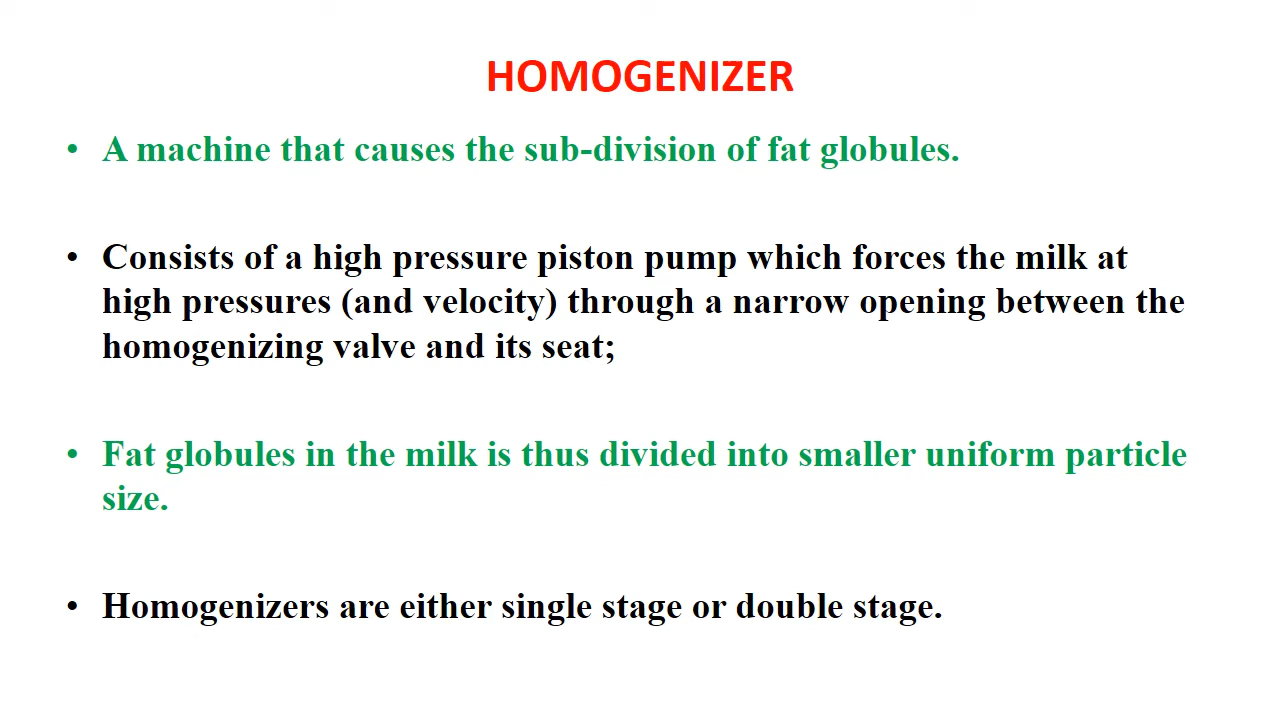 HOMOGENIZER
• A machine that causes the sub-division of fat globules.
• Consists of a high pressure piston pump which forces the milk at
high pressures (and velocity) through a narrow opening between the
homogenizing valve and its seat;
• Fat globules in the milk is thus divided into smaller uniform particle
size.
• Homogenizers are either single stage or double stage.